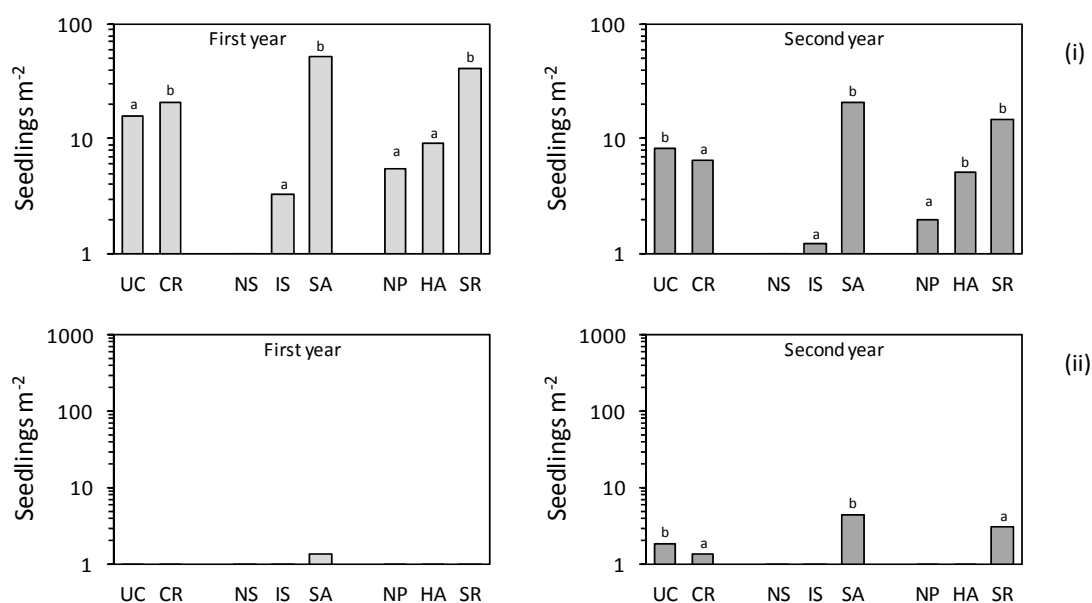 First year
Seedlings m⁻²
100
10
1
a
b
a
b
a
a
b
UC CR NS IS SA NP HA SR
Second year
Seedlings m⁻²
100
10
1
b
a
a
b
a
b
b
UC CR NS IS SA NP HA SR
(i)
First year
Seedlings m⁻²
1000
100
10
1
UC CR NS IS SA NP HA SR
Second year
Seedlings m⁻²
1000
100
10
1
b
a
b
a
UC CR NS IS SA NP HA SR
(ii)